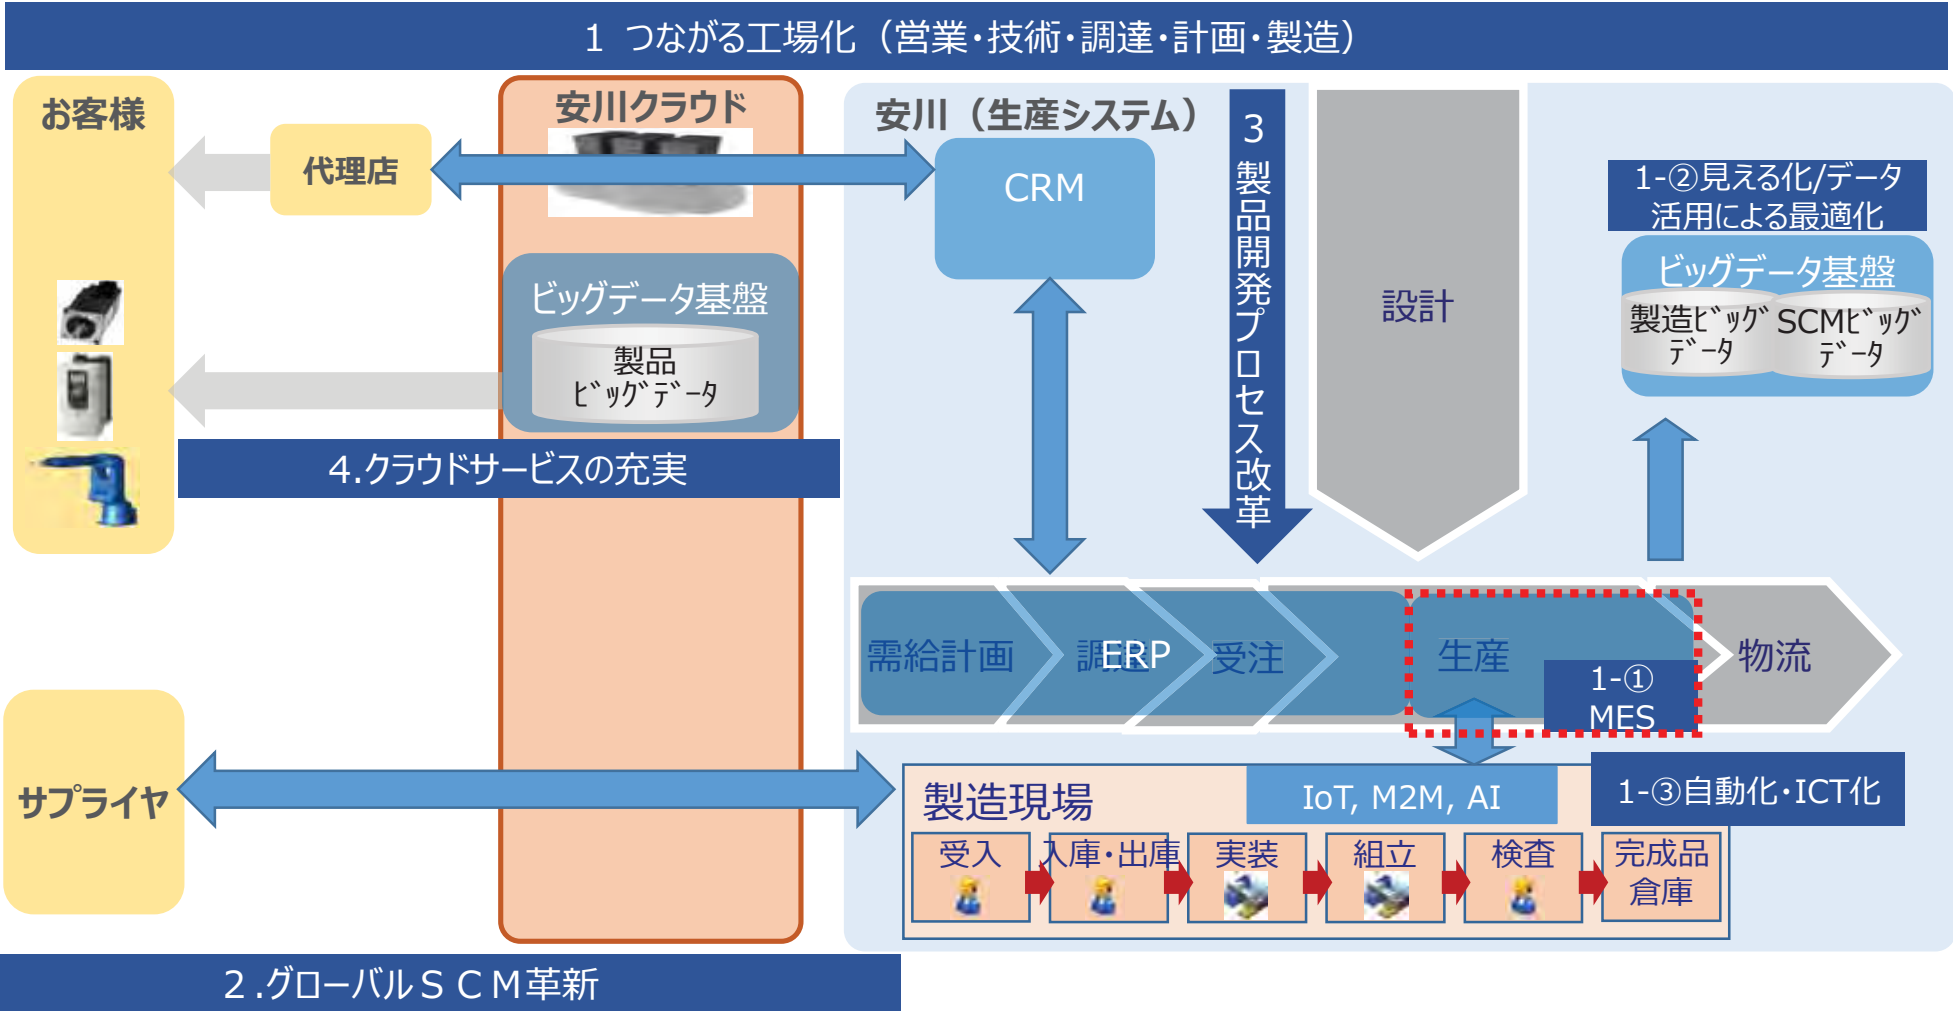 1 つながる工場化（営業・技術・調達・計画・製造）
お客様
代理店
安川クラウド
ビッグデータ基盤
製品
ビッグデータ
4.クラウドサービスの充実
サプライヤ
2.グローバルＳＣＭ革新
安川（生産システム）
CRM
3 製品開発プロセス改革
設計
1-②見える化/データ
活用による最適化
ビッグデータ基盤
製造ビッグ
データ
SCMビッグ
データ
需給計画
調達
ERP
受注
生産
物流
1-①
MES
製造現場
IoT, M2M, AI
1-③自動化・ICT化
受入
入庫・出庫
実装
組立
検査
完成品
倉庫